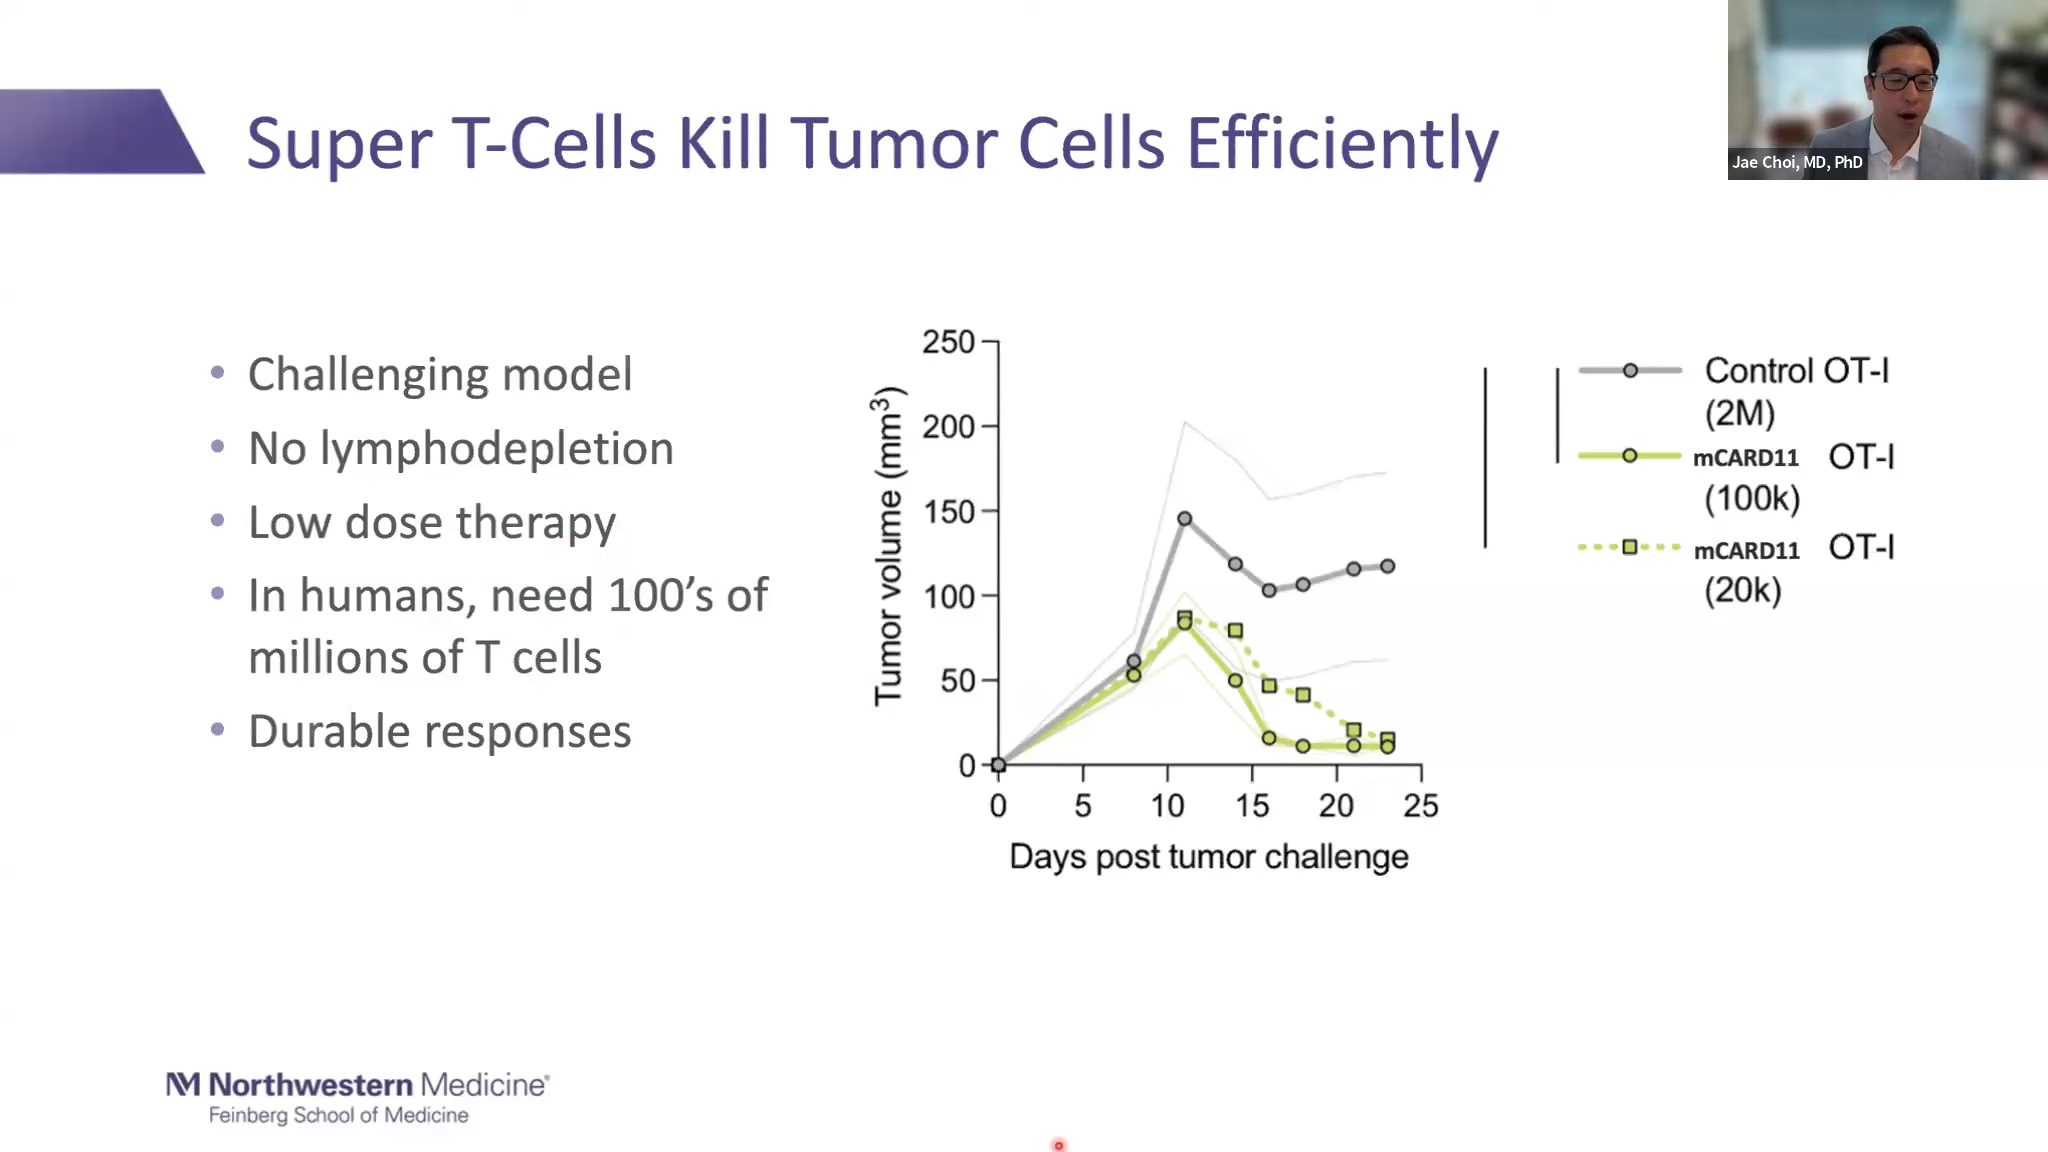 Super T-Cells Kill Tumor Cells Efficiently
Jae Choi, MD, PhD
• Challenging model
• No lymphodepletion
• Low dose therapy
• In humans, need 100's of
millions of T cells
• Durable responses
250
200
150
100
50
0
Tumor volume (mm³)
0 5 10 15 20 25
Days post tumor challenge
Control OT-I
(2M)
mCARD11 OT-I
(100k)
mCARD11 OT-I
(20k)
NM Northwestern Medicine®
Feinberg School of Medicine